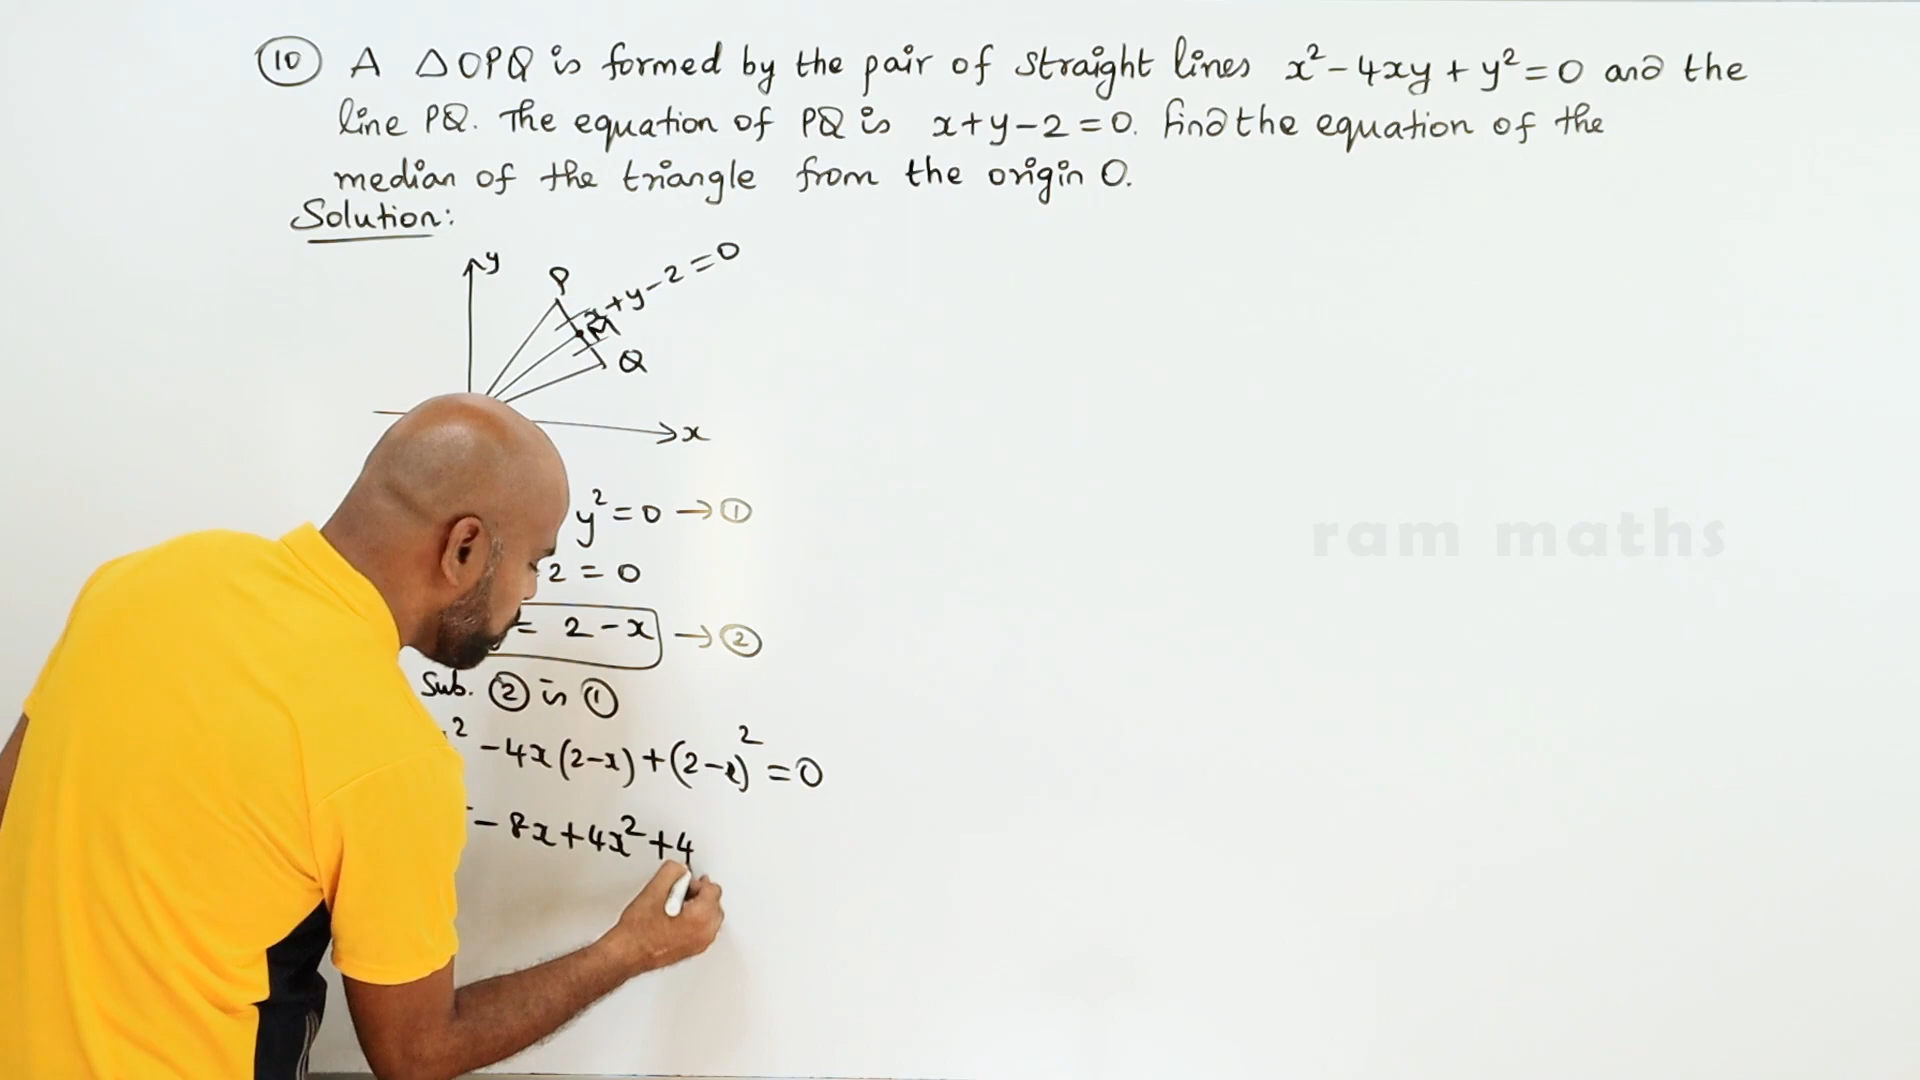 10 A △OPQ is formed by the pair of straight lines x² - 4xy + y² = 0 and the
line PQ. The equation of PQ is x+y-2=0. find the equation of the
median of the triangle from the origin O.
Solution:
y
P
x+y-2=0
M
Q
x
y²=0 → ①
2 = 0
= 2-x → ②
Sub. ② in ①
² -4x(2-x)+(2-x)²=0
- 8x+4x²+4
ram maths